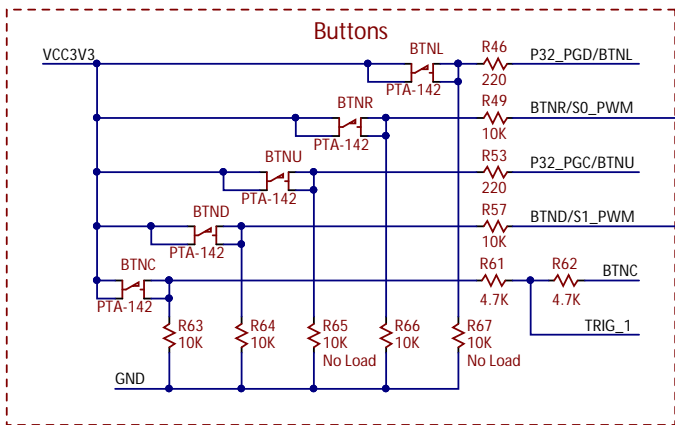 Buttons
VCC3V3
BTNL
PTA-142
R46
220
P32_PGD/BTNL
BTNR
PTA-142
R49
10K
BTNR/S0_PWM
BTNU
PTA-142
R53
220
P32_PGC/BTNU
BTND
PTA-142
R57
10K
BTND/S1_PWM
BTNC
PTA-142
R61
4.7K
R62
4.7K
BTNC
TRIG_1
R63
10K
R64
10K
R65
10K
No Load
R66
10K
R67
10K
No Load
GND